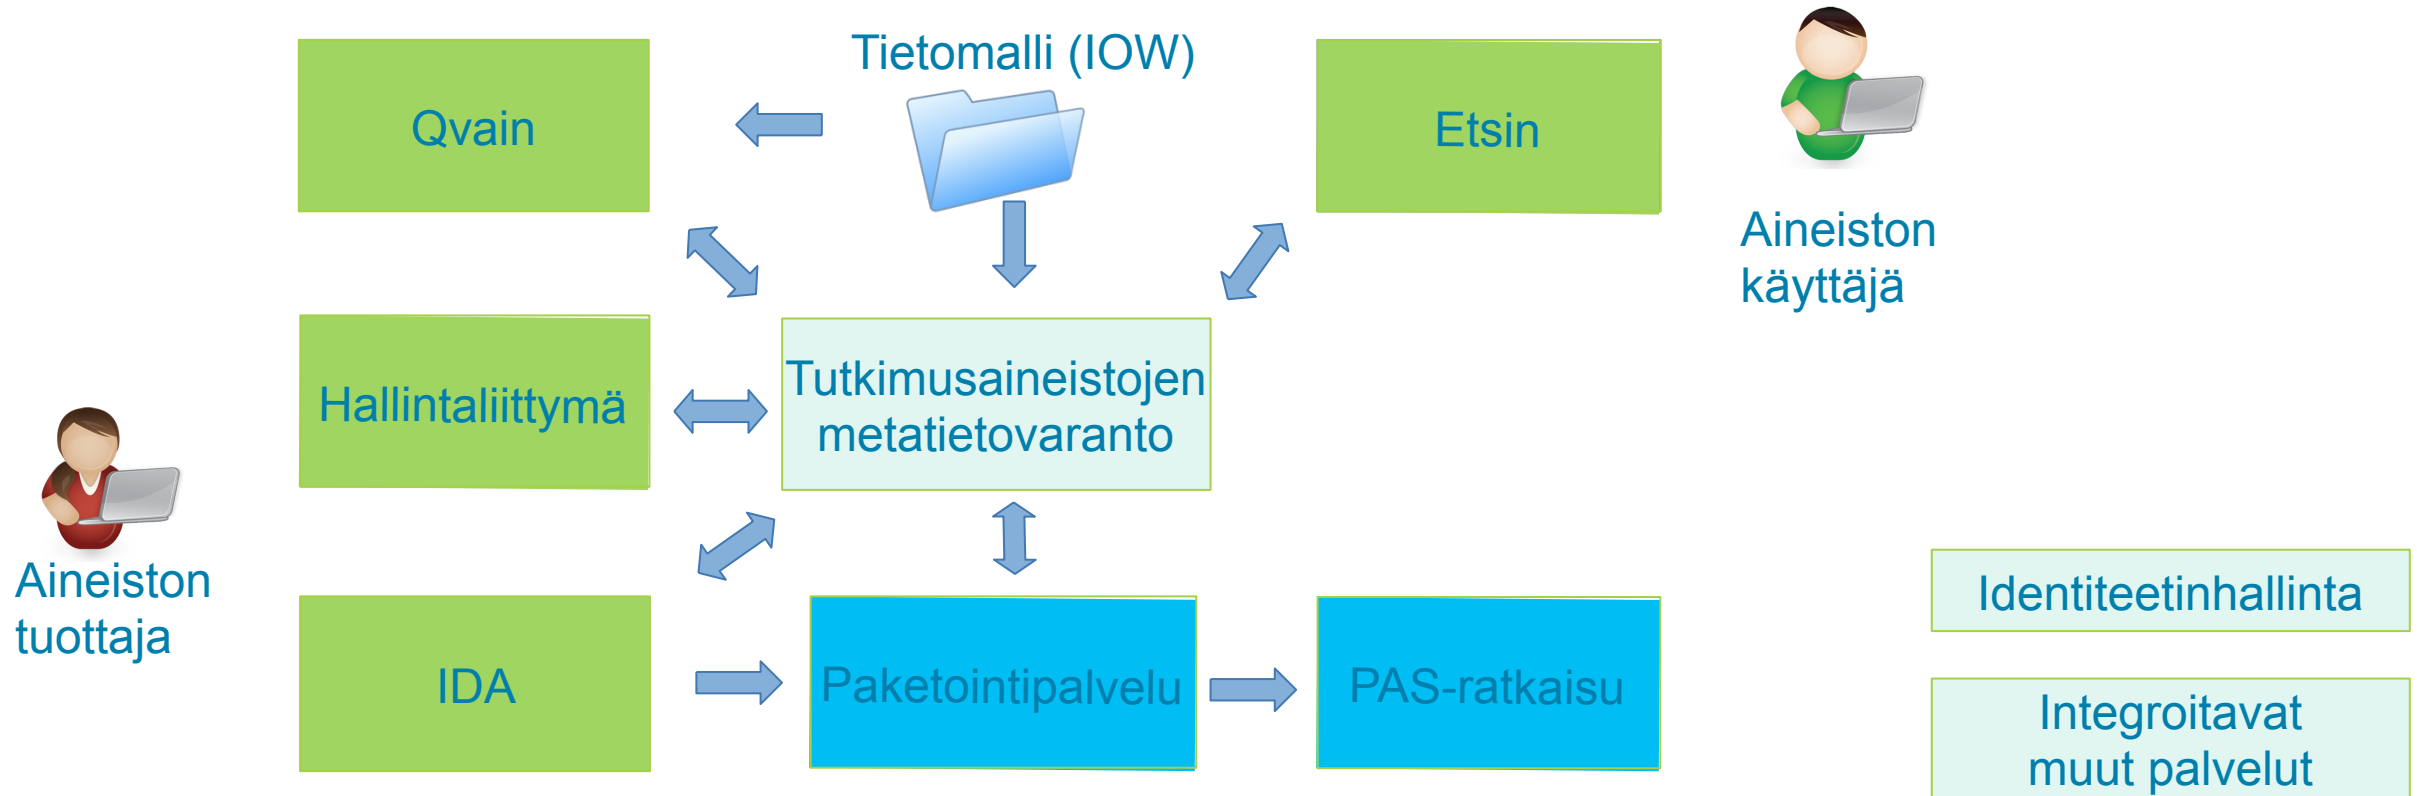 Tietomalli (IOW)
Qvain
Etsin
Aineiston
käyttäjä
Hallintaliittymä
Tutkimusaineistojen
metatietovaranto
Aineiston
tuottaja
IDA
Paketointipalvelu
PAS-ratkaisu
Identiteetinhallinta
Integroitavat
muut palvelut